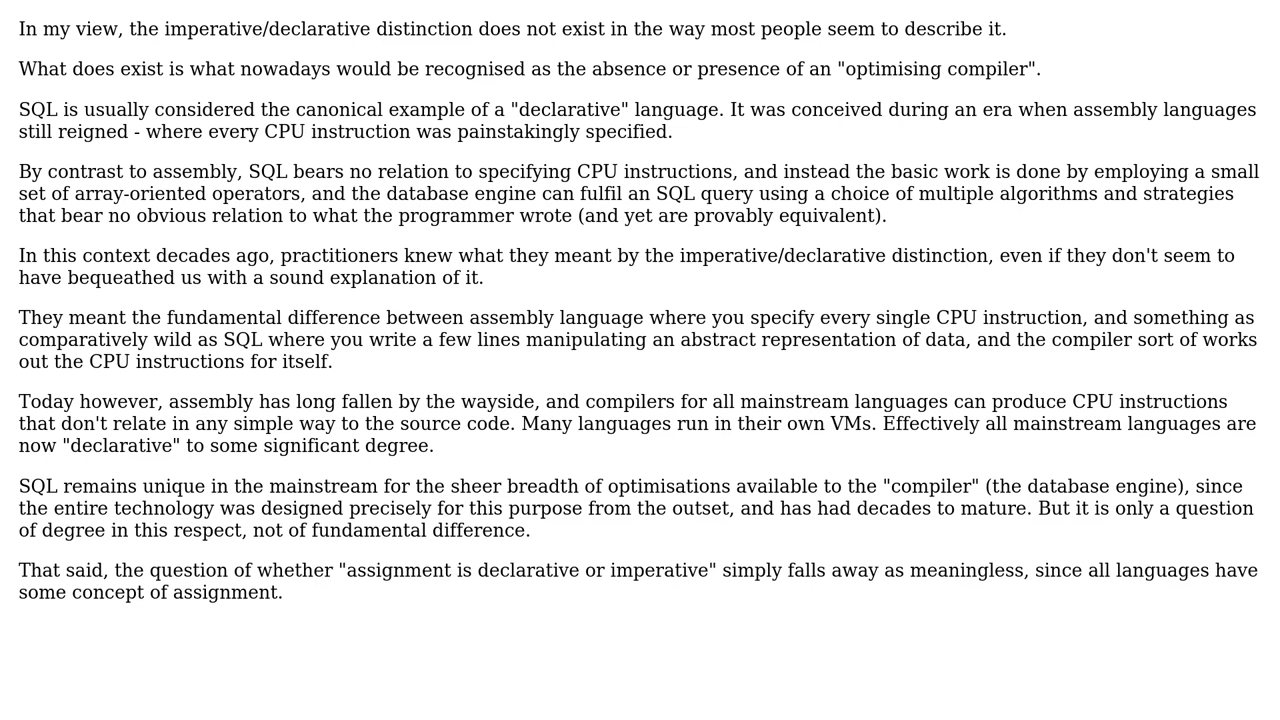 In my view, the imperative/declarative distinction does not exist in the way most people seem to describe it.
What does exist is what nowadays would be recognised as the absence or presence of an "optimising compiler".
SQL is usually considered the canonical example of a "declarative" language. It was conceived during an era when assembly languages
still reigned - where every CPU instruction was painstakingly specified.
By contrast to assembly, SQL bears no relation to specifying CPU instructions, and instead the basic work is done by employing a small
set of array-oriented operators, and the database engine can fulfil an SQL query using a choice of multiple algorithms and strategies
that bear no obvious relation to what the programmer wrote (and yet are provably equivalent).
In this context decades ago, practitioners knew what they meant by the imperative/declarative distinction, even if they don't seem to
have bequeathed us with a sound explanation of it.
They meant the fundamental difference between assembly language where you specify every single CPU instruction, and something as
comparatively wild as SQL where you write a few lines manipulating an abstract representation of data, and the compiler sort of works
out the CPU instructions for itself.
Today however, assembly has long fallen by the wayside, and compilers for all mainstream languages can produce CPU instructions
that don't relate in any simple way to the source code. Many languages run in their own VMs. Effectively all mainstream languages are
now "declarative" to some significant degree.
SQL remains unique in the mainstream for the sheer breadth of optimisations available to the "compiler" (the database engine), since
the entire technology was designed precisely for this purpose from the outset, and has had decades to mature. But it is only a question
of degree in this respect, not of fundamental difference.
That said, the question of whether "assignment is declarative or imperative" simply falls away as meaningless, since all languages have
some concept of assignment.